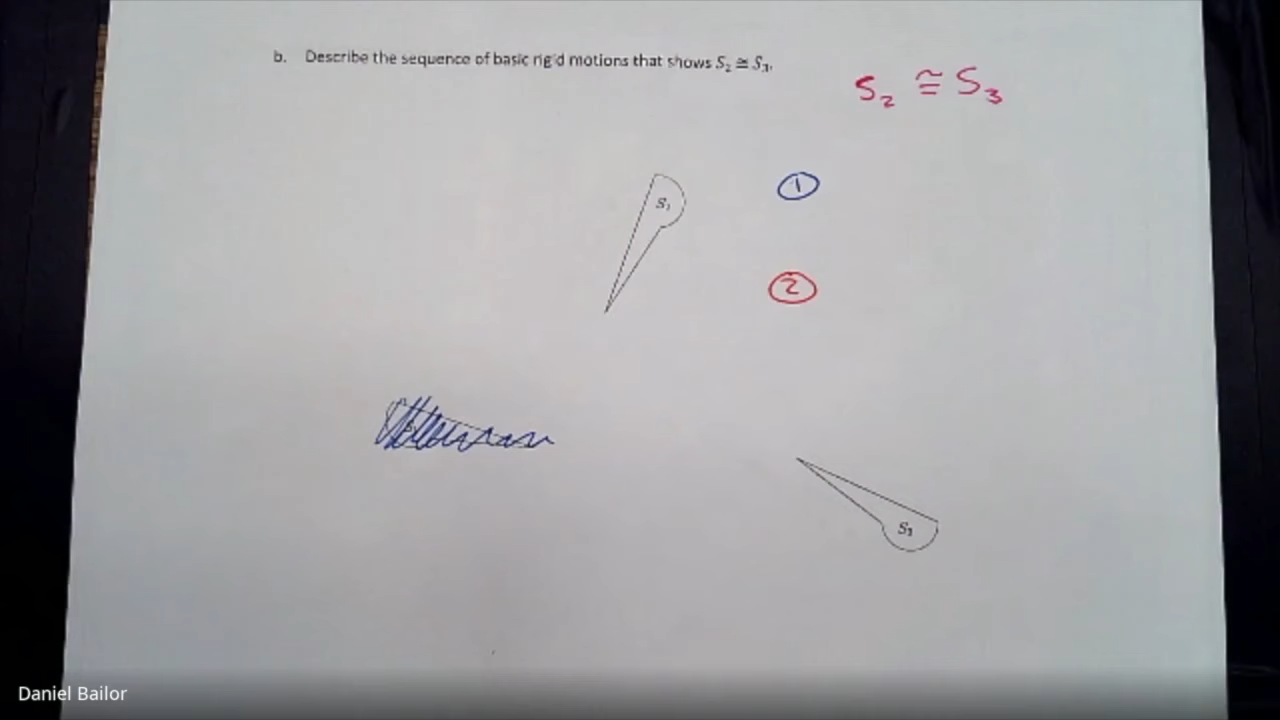 b. Describe the sequence of basic rigid motions that shows S₂ ≅ S₃.
S₂ ≅ S₃
S₁
1
2
S₃
Daniel Bailor